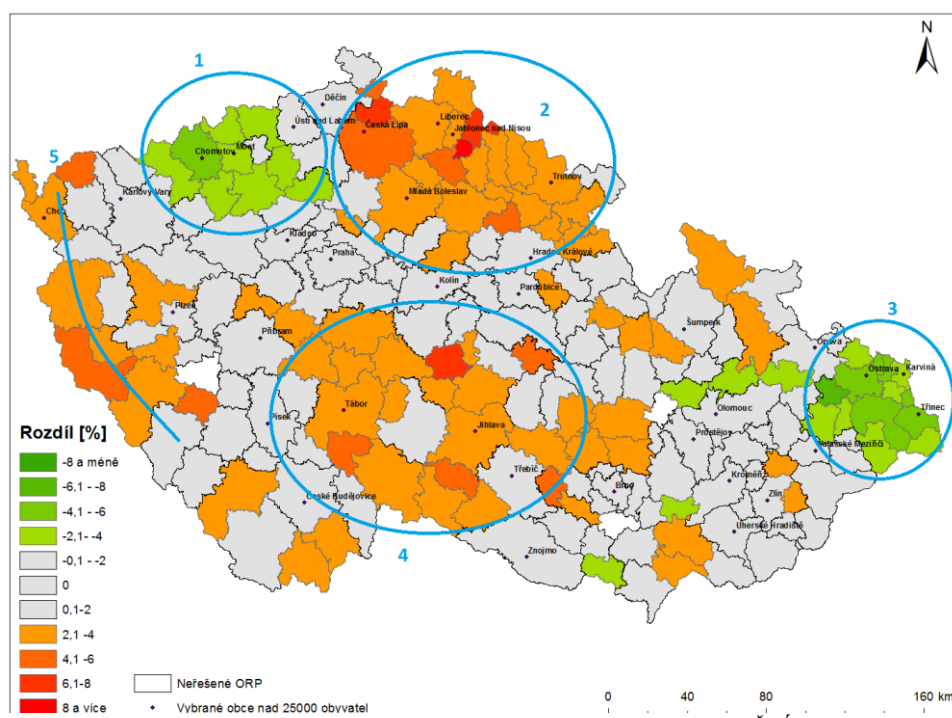 N
1
2
5
3
4
Děčín
Ústí nad Labem
Česká Lípa
Liberec
Jablonec nad Nisou
Chomutov
Most
Trutnov
Mladá Boleslav
Karlovy Vary
Kladno
Praha
Hradec Králové
Kolín
Pardubice
Plzeň
Příbram
Šumperk
Opava
Ostrava
Karviná
Třinec
Tábor
Písek
Jihlava
Olomouc
Prostějov
Třebíč
Brno
Kroměříž
Zlín
České Budějovice
Uherské Hradiště
Znojmo
Rozdíl [%]
-8 a méně
-6,1 - -8
-4,1 - -6
-2,1 - -4
-0,1 - -2
0
0,1-2
2,1 -4
4,1 -6
6,1-8
8 a více
Neřešené ORP
Vybrané obce nad 25000 obyvatel
0 40 80 160 km